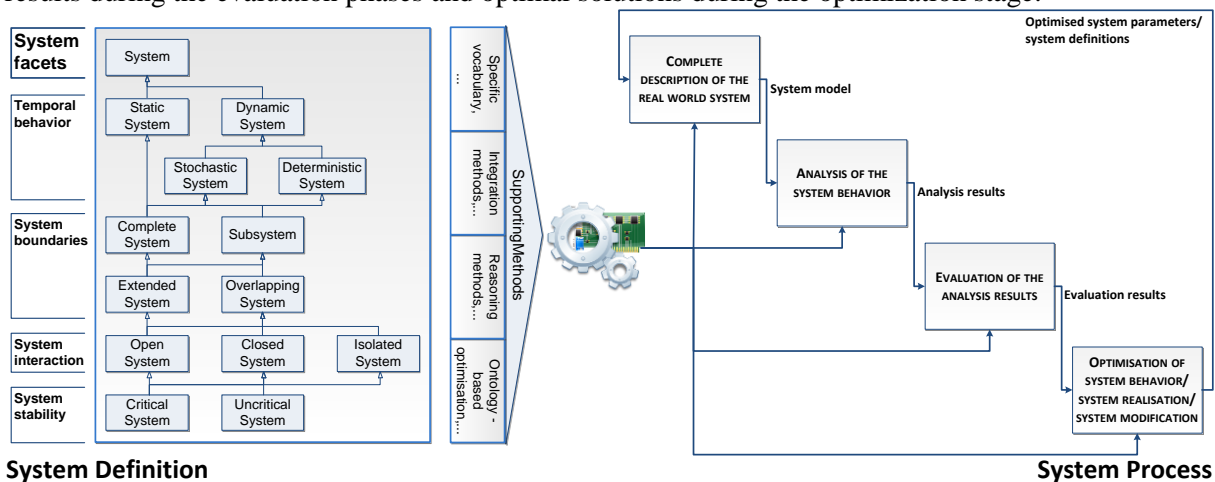 results during the evaluation phases and optimal solutions during the optimization stage.
System
facets
Temporal
behavior
System
boundaries
System
interaction
System
stability
System
Static
System
Dynamic
System
Stochastic
System
Deterministic
System
Complete
System
Subsystem
Extended
System
Overlapping
System
Open
System
Closed
System
Isolated
System
Critical
System
Uncritical
System
Specific
vocabulary,
...
Integration
methods,...
Reasoning
methods,...
Ontology -
based
optimisation,...
SupportingMethods
Optimised system parameters/
system definitions
COMPLETE
DESCRIPTION OF THE
REAL WORLD SYSTEM
System model
ANALYSIS OF THE
SYSTEM BEHAVIOR
Analysis results
EVALUATION OF THE
ANALYSIS RESULTS
Evaluation results
OPTIMISATION OF
SYSTEM BEHAVIOR/
SYSTEM REALISATION/
SYSTEM MODIFICATION
System Definition
System Process